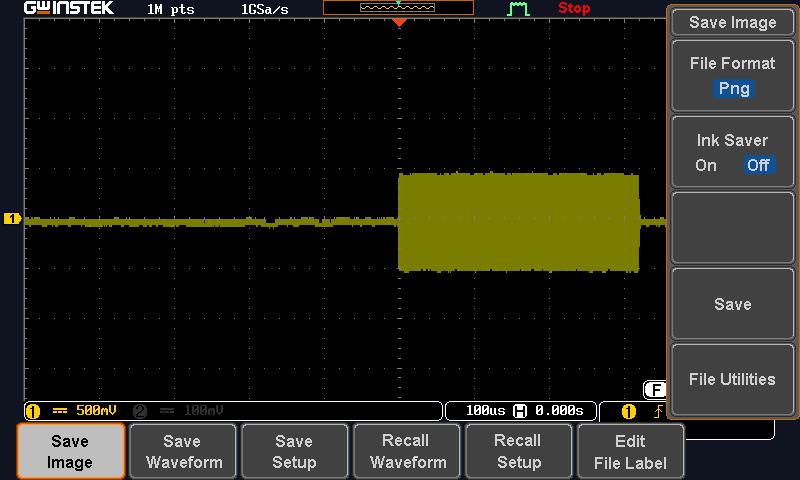 GWINSTEK 1M pts 1GSa/s Stop
Save Image
File Format
Png
Ink Saver
On Off
1
Save
File Utilities
F
1 500mV 2 100mV 100us H 0.000s 1
Save Image
Save Waveform
Save Setup
Recall Waveform
Recall Setup
Edit File Label